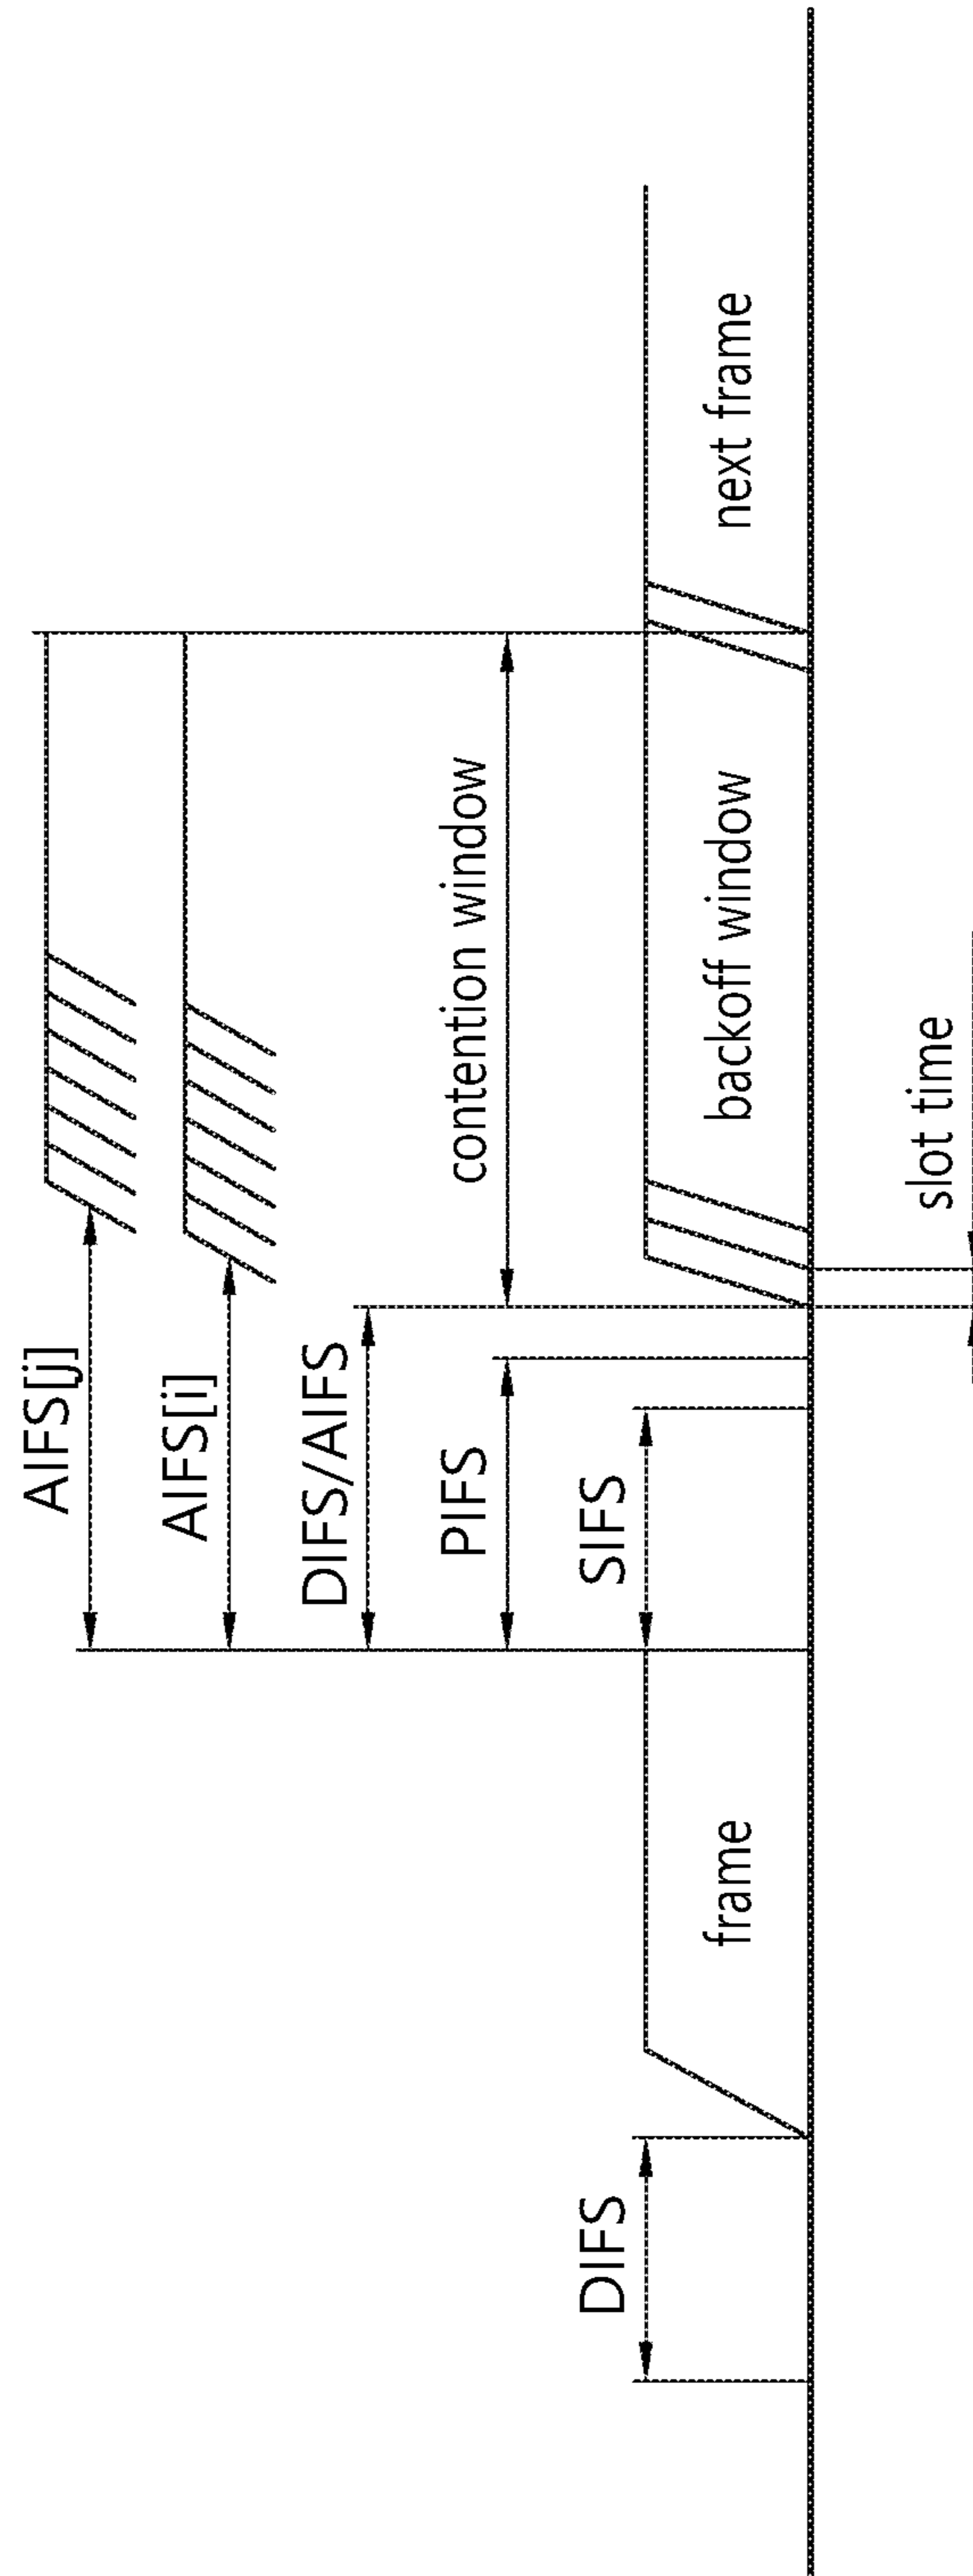 AIFS[j]
AIFS[i]
DIFS/AIFS
PIFS
contention window
DIFS
SIFS
frame
backoff window
next frame
slot time